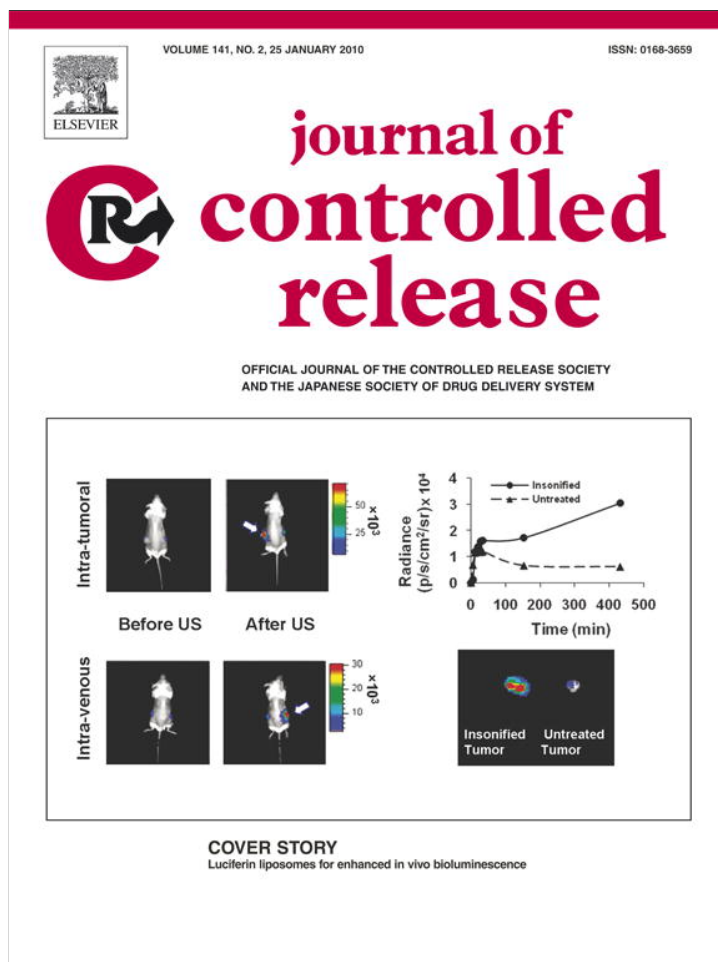 VOLUME 141, NO. 2, 25 JANUARY 2010
ISSN: 0168-3659
ELSEVIER
journal of
CR
controlled
release
OFFICIAL JOURNAL OF THE CONTROLLED RELEASE SOCIETY
AND THE JAPANESE SOCIETY OF DRUG DELIVERY SYSTEM
Intra-tumoral
50
25
×10³
Before US
After US
Intra-venous
30
20
10
×10³
Radiance
(p/s/cm²/sr)× 10⁴
4
3
2
1
0
Insonified
Untreated
0 100 200 300 400 500
Time (min)
Insonified Untreated
Tumor Tumor
COVER STORY
Luciferin liposomes for enhanced in vivo bioluminescence